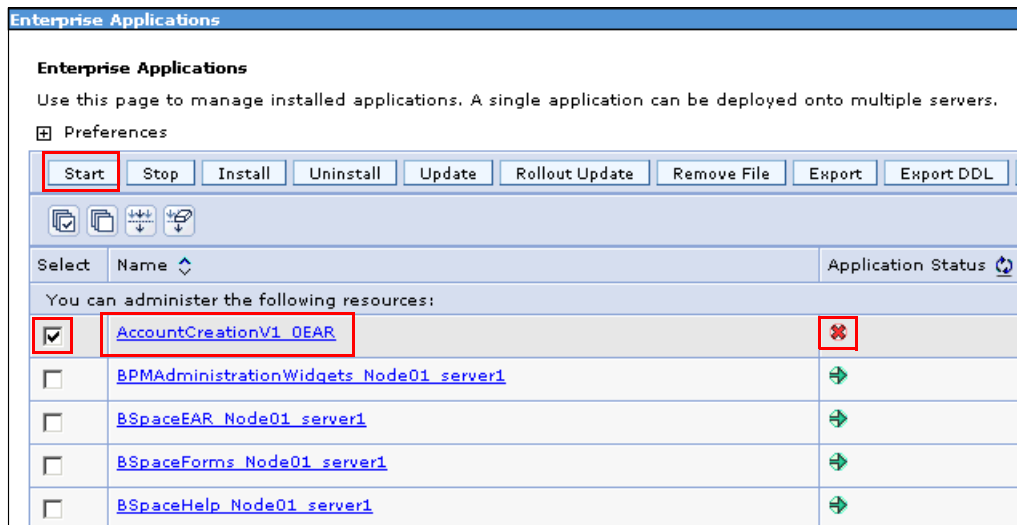 Enterprise Applications
Enterprise Applications
Use this page to manage installed applications. A single application can be deployed onto multiple servers.
Preferences
Start Stop Install Uninstall Update Rollout Update Remove File Export Export DDL
Select Name Application Status
You can administer the following resources:
AccountCreationV1_0EAR
BPMAdministrationWidgets_Node01_server1
BSpaceEAR_Node01_server1
BSpaceForms_Node01_server1
BSpaceHelp_Node01_server1